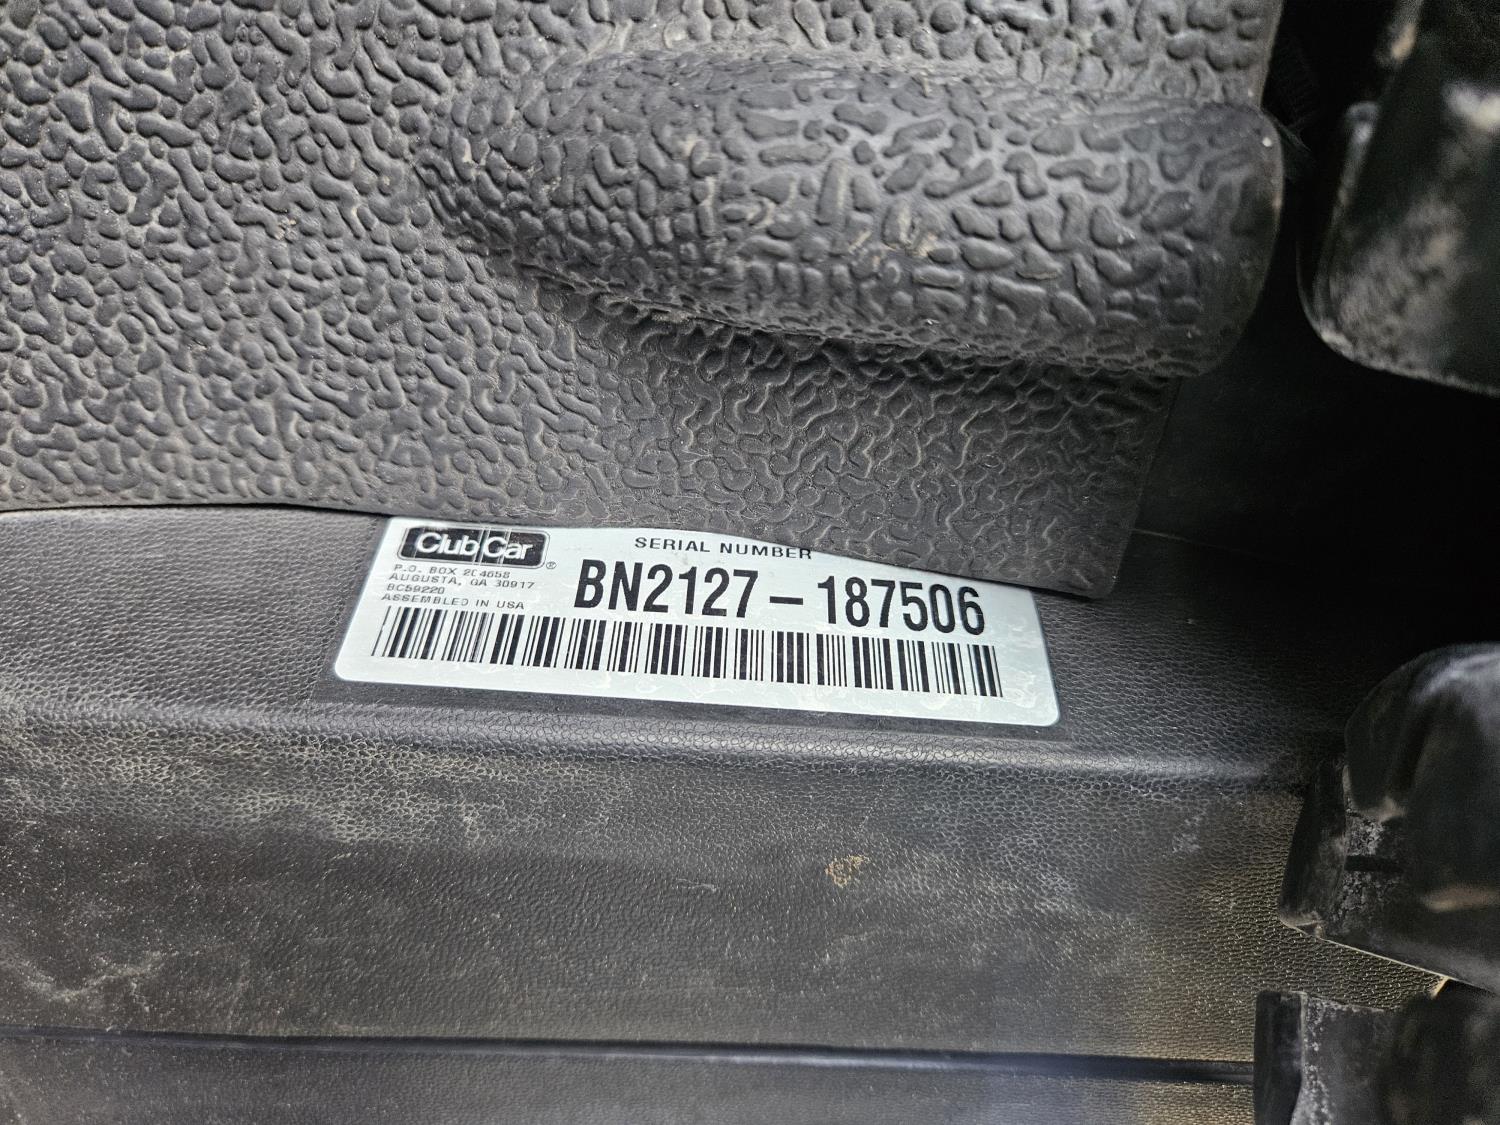 Club Car ®
P.O. BOX 204658
AUGUSTA, GA 30917
BC59220
ASSEMBLED IN USA
SERIAL NUMBER
BN2127-187506